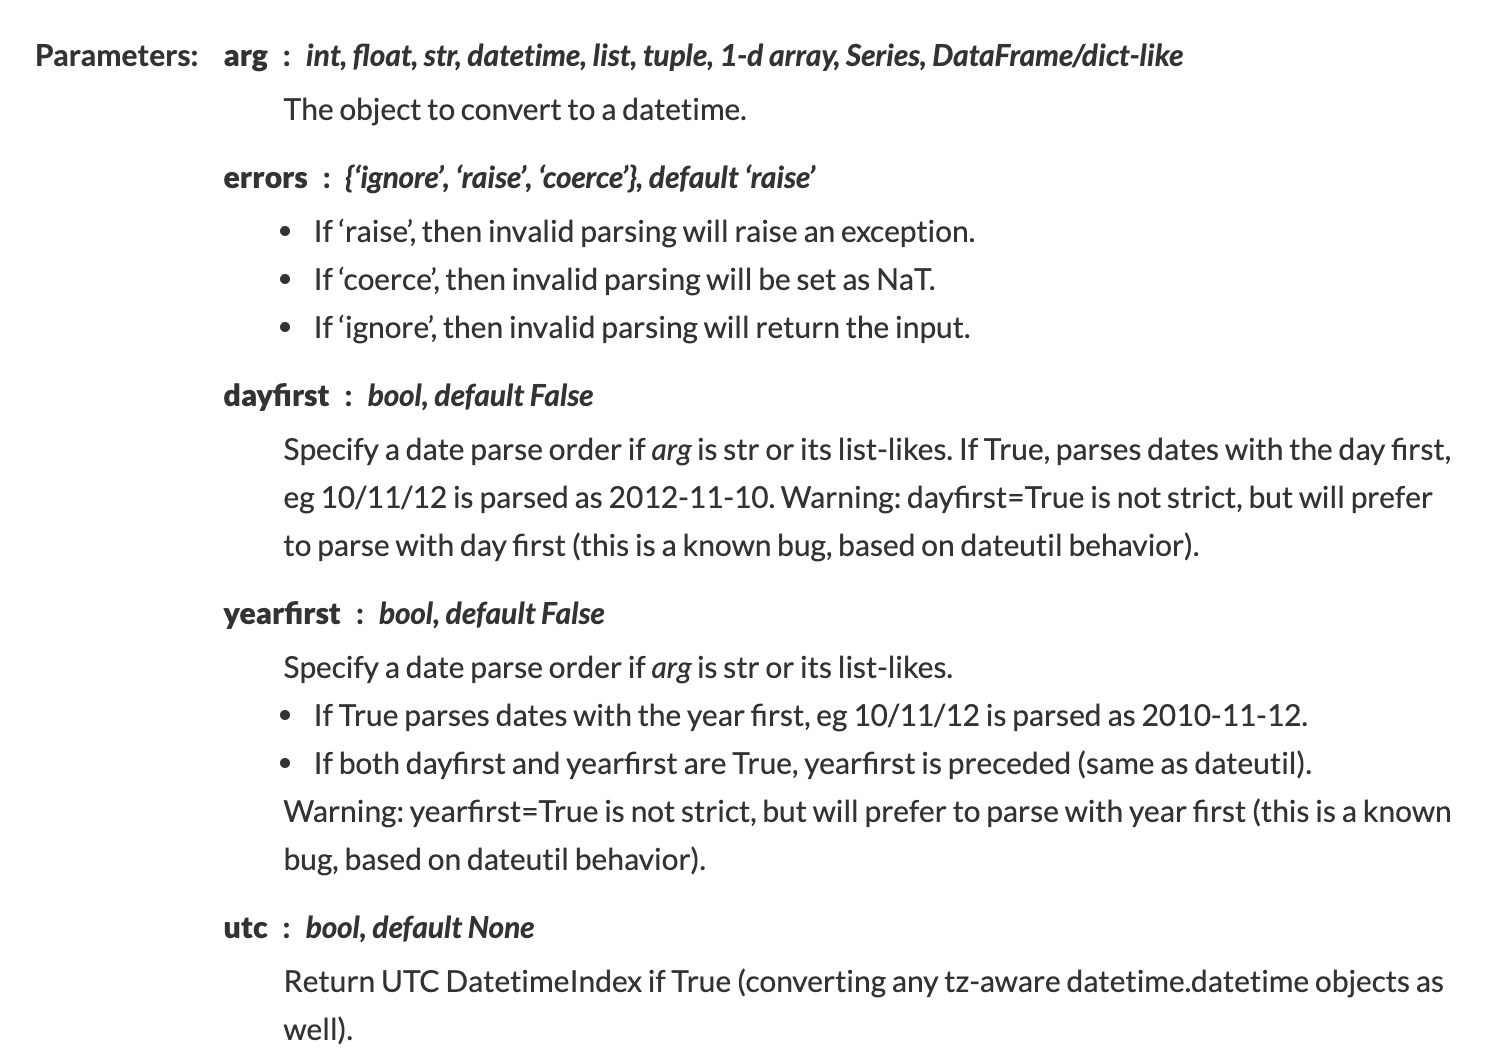 Parameters: arg : int, float, str, datetime, list, tuple, 1-d array, Series, DataFrame/dict-like
The object to convert to a datetime.
errors : {‘ignore’, ‘raise’, ‘coerce’}, default ‘raise’
• If ‘raise’, then invalid parsing will raise an exception.
• If ‘coerce’, then invalid parsing will be set as NaT.
• If ‘ignore’, then invalid parsing will return the input.
dayfirst : bool, default False
Specify a date parse order if arg is str or its list-likes. If True, parses dates with the day first,
eg 10/11/12 is parsed as 2012-11-10. Warning: dayfirst=True is not strict, but will prefer
to parse with day first (this is a known bug, based on dateutil behavior).
yearfirst : bool, default False
Specify a date parse order if arg is str or its list-likes.
• If True parses dates with the year first, eg 10/11/12 is parsed as 2010-11-12.
• If both dayfirst and yearfirst are True, yearfirst is preceded (same as dateutil).
Warning: yearfirst=True is not strict, but will prefer to parse with year first (this is a known
bug, based on dateutil behavior).
utc : bool, default None
Return UTC DatetimeIndex if True (converting any tz-aware datetime.datetime objects as
well).